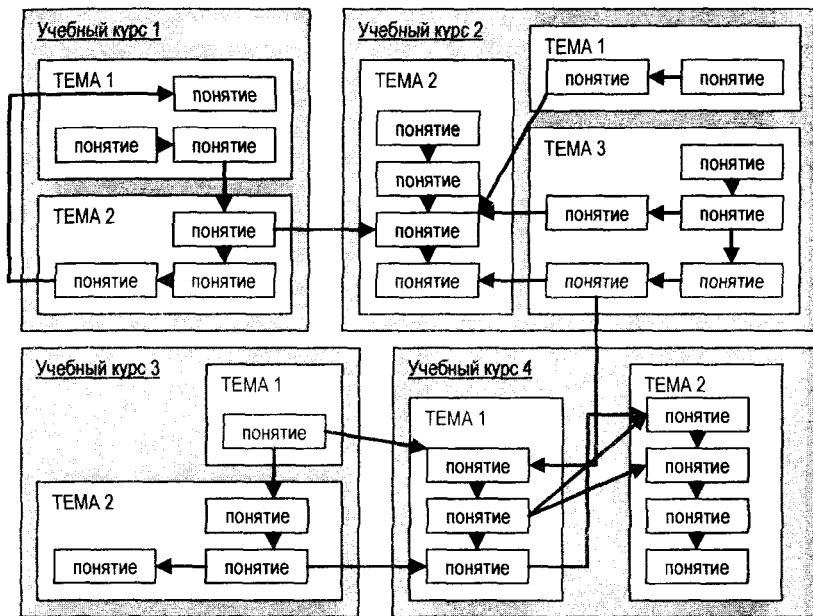 Учебный курс 1
ТЕМА 1
понятие
понятие
понятие
ТЕМА 2
понятие
понятие
понятие
Учебный курс 2
ТЕМА 1
понятие
понятие
ТЕМА 2
понятие
понятие
понятие
понятие
ТЕМА 3
понятие
понятие
понятие
понятие
понятие
Учебный курс 3
ТЕМА 1
понятие
ТЕМА 2
понятие
понятие
понятие
Учебный курс 4
ТЕМА 1
понятие
понятие
понятие
ТЕМА 2
понятие
понятие
понятие
понятие